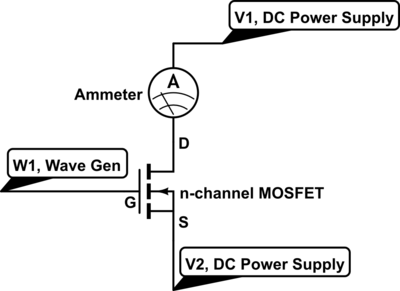 V1, DC Power Supply
A
Ammeter
D
W1, Wave Gen
G
n-channel MOSFET
S
V2, DC Power Supply